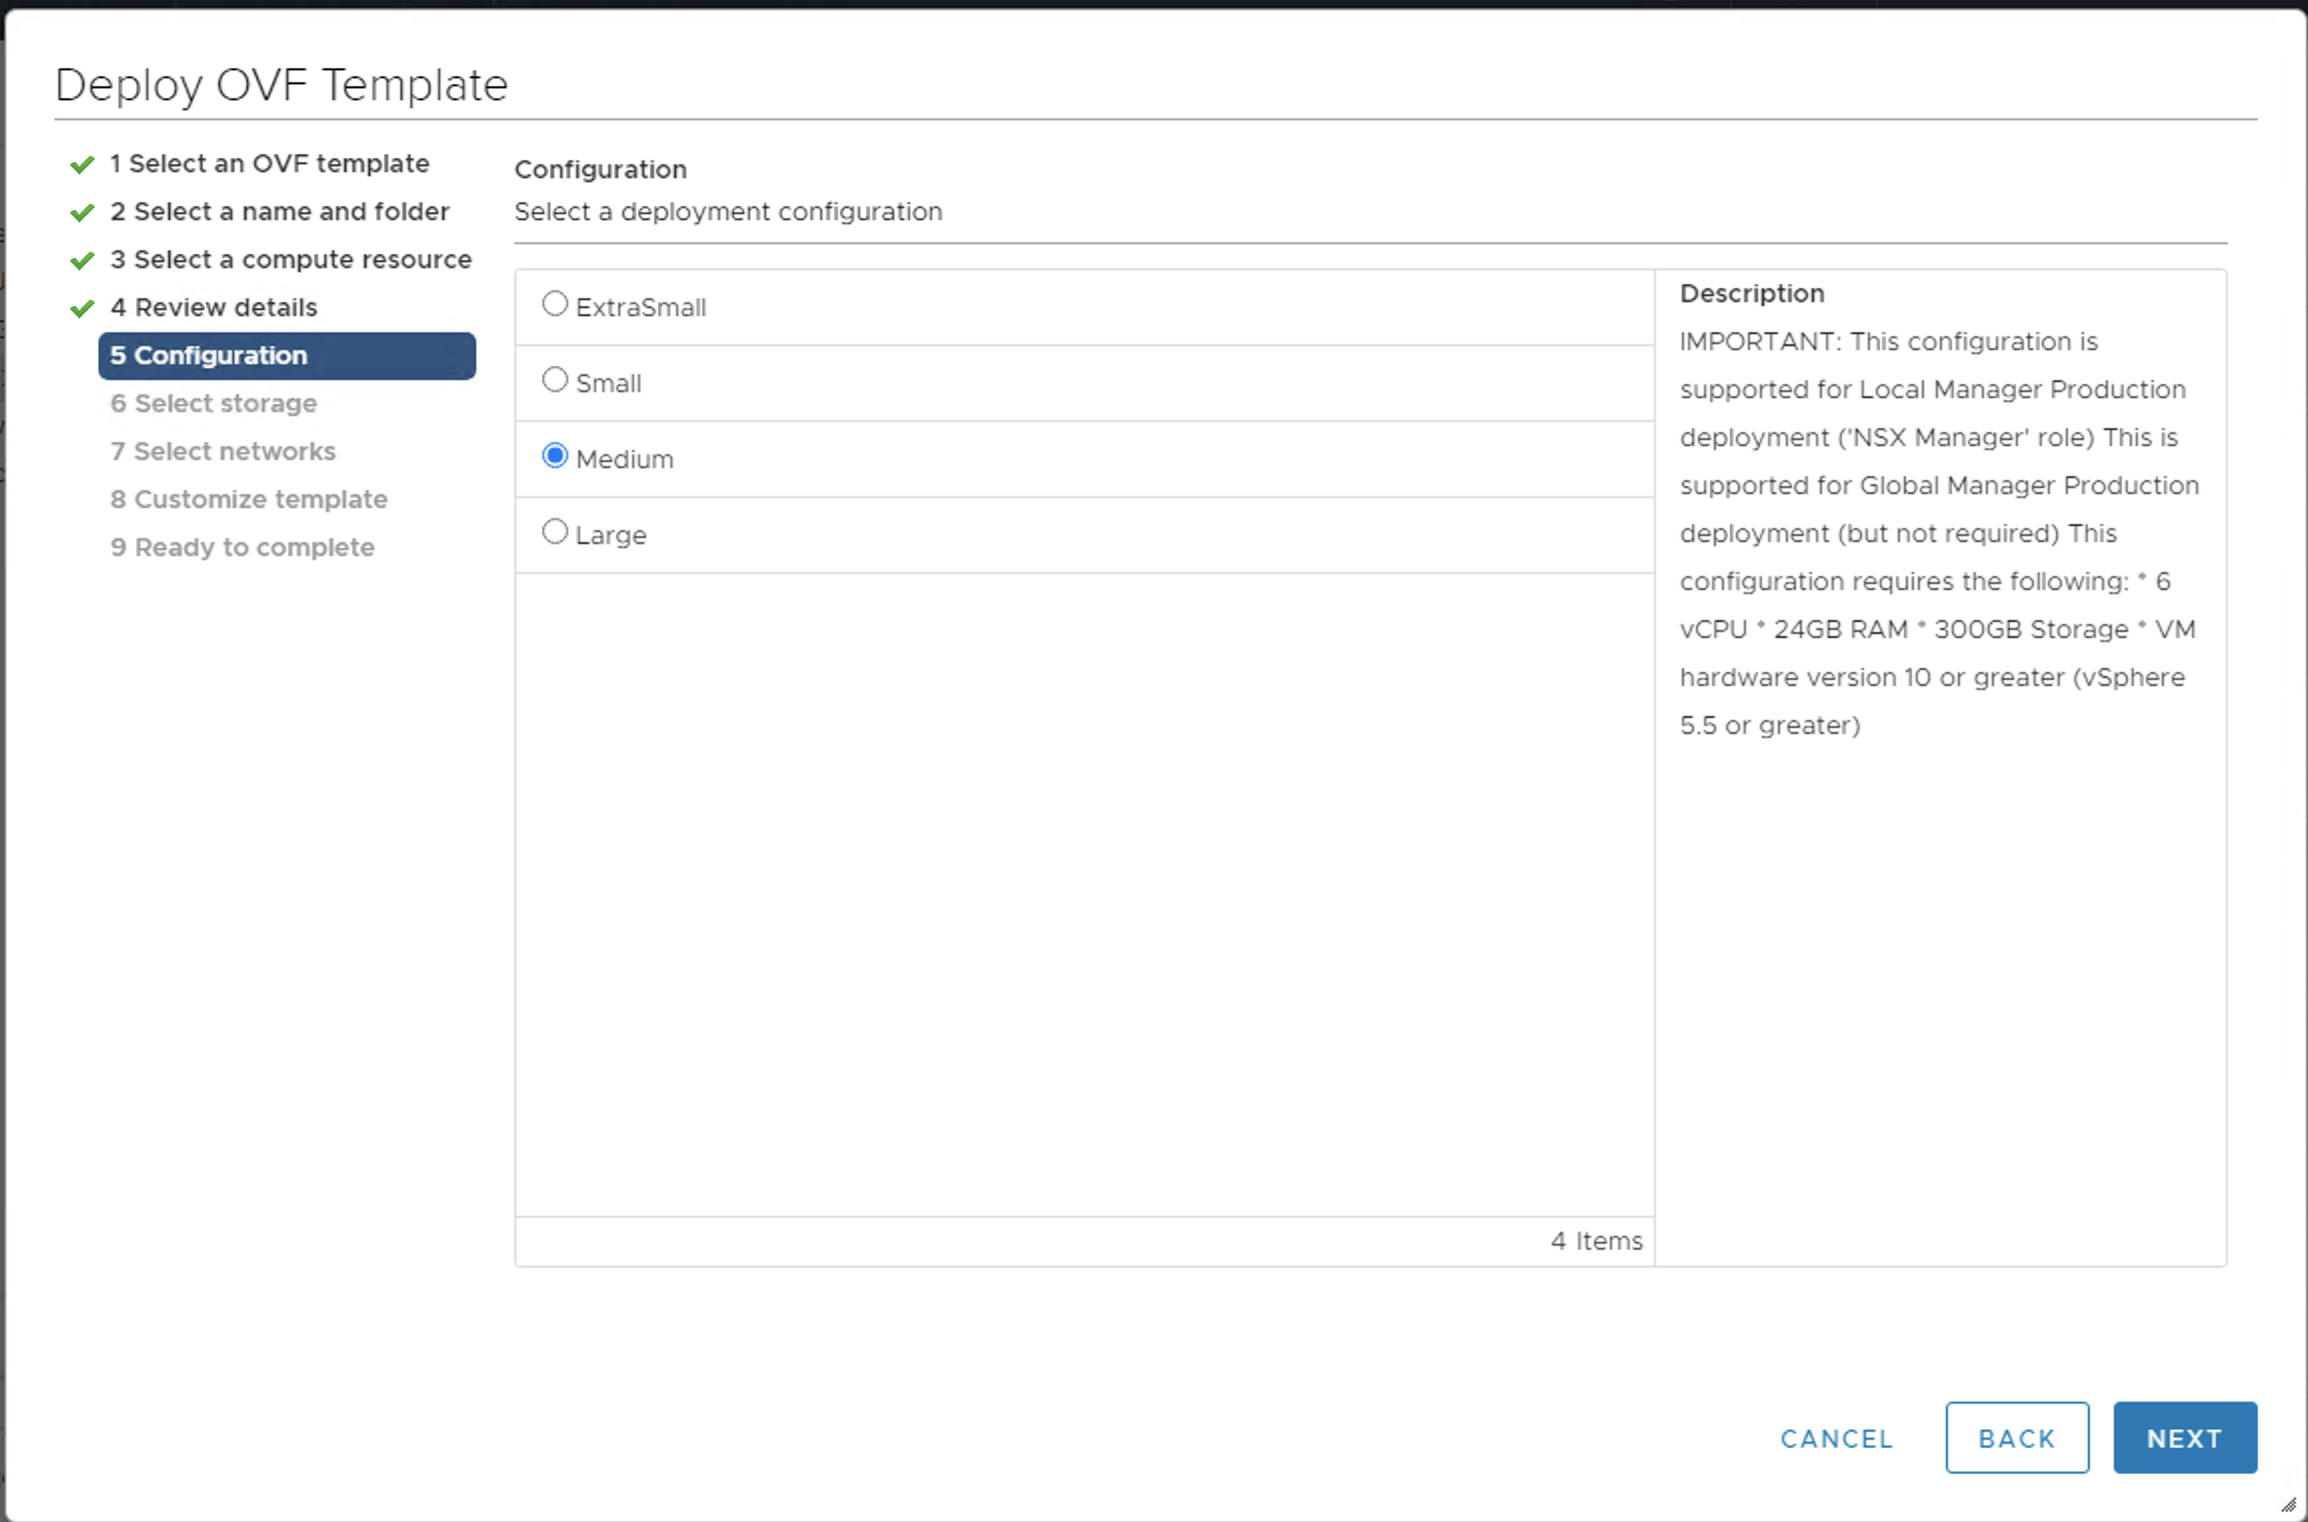 Deploy OVF Template
1 Select an OVF template
2 Select a name and folder
3 Select a compute resource
4 Review details
5 Configuration
6 Select storage
7 Select networks
8 Customize template
9 Ready to complete
Configuration
Select a deployment configuration
ExtraSmall
Small
Medium
Large
4 Items
Description
IMPORTANT: This configuration is
supported for Local Manager Production
deployment ('NSX Manager' role) This is
supported for Global Manager Production
deployment (but not required) This
configuration requires the following: * 6
vCPU * 24GB RAM * 300GB Storage * VM
hardware version 10 or greater (vSphere
5.5 or greater)
CANCEL
BACK
NEXT